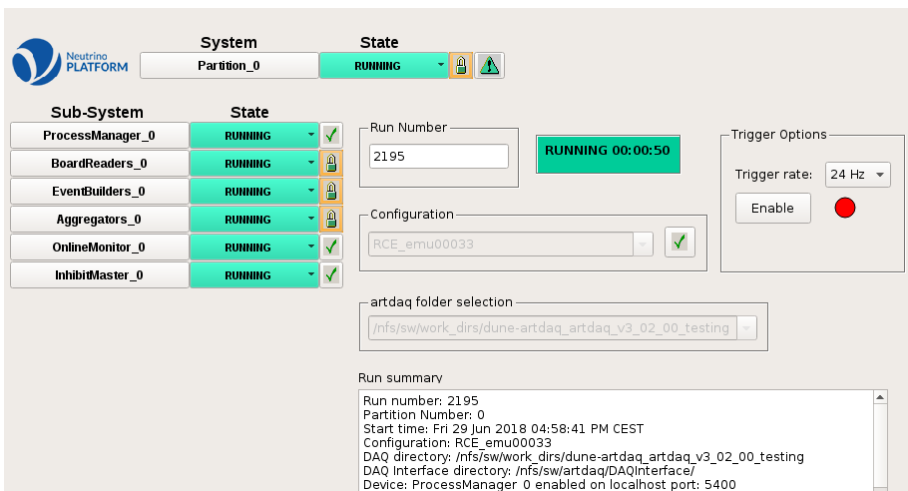 Neutrino
PLATFORM
System State
Partition_0 RUNNING
Sub-System State
ProcessManager_0 RUNNING
BoardReaders_0 RUNNING
EventBuilders_0 RUNNING
Aggregators_0 RUNNING
OnlineMonitor_0 RUNNING
InhibitMaster_0 RUNNING
Run Number
2195
RUNNING 00:00:50
Trigger Options
Trigger rate: 24 Hz
Enable
Configuration
RCE_emu00033
artdaq folder selection
/nfs/sw/work_dirs/dune-artdaq_artdaq_v3_02_00_testing
Run summary
Run number: 2195
Partition Number: 0
Start time: Fri 29 Jun 2018 04:58:41 PM CEST
Configuration: RCE_emu00033
DAQ directory: /nfs/sw/work_dirs/dune-artdaq_artdaq_v3_02_00_testing
DAQ Interface directory: /nfs/sw/artdaq/DAQInterface/
Device: ProcessManager_0 enabled on localhost port: 5400